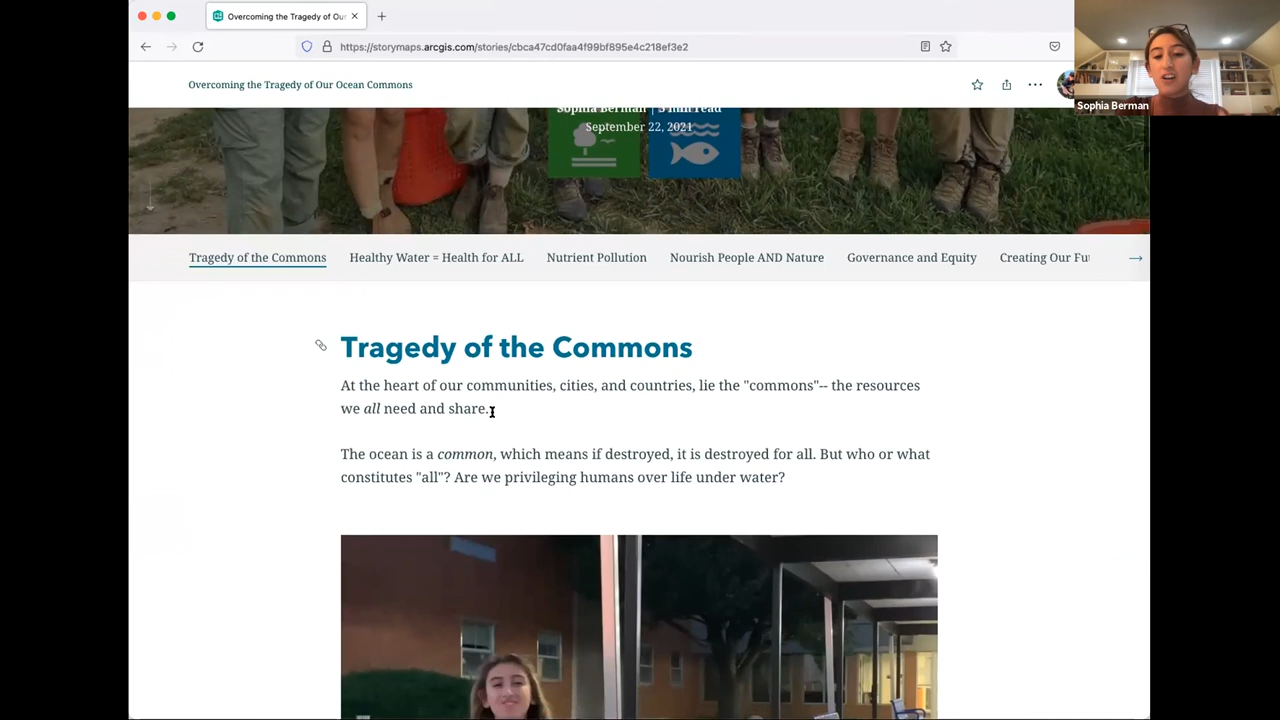 Overcoming the Tragedy of Our
https://storymaps.arcgis.com/stories/cbca47cd0faa4f99bf895e4c218ef3e2
Overcoming the Tragedy of Our Ocean Commons
Sophia Berman
Sophia Berman | 5 min read
September 22, 2021
Tragedy of the Commons Healthy Water = Health for ALL Nutrient Pollution Nourish People AND Nature Governance and Equity Creating Our Fu
Tragedy of the Commons
At the heart of our communities, cities, and countries, lie the "commons"-- the resources
we all need and share.
The ocean is a common, which means if destroyed, it is destroyed for all. But who or what
constitutes "all"? Are we privileging humans over life under water?